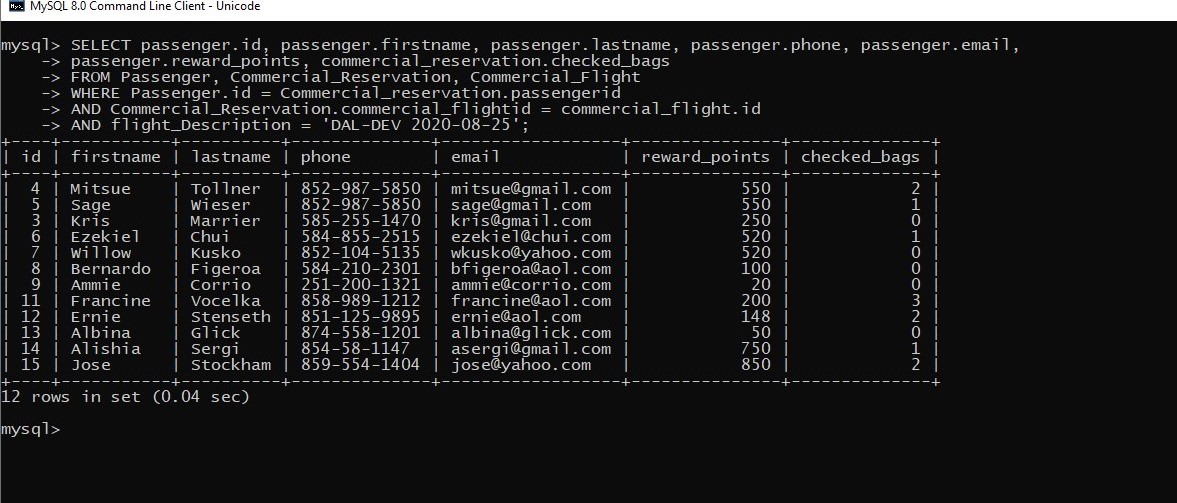 MySQL 8.0 Command Line Client - Unicode
mysql> SELECT passenger.id, passenger.firstname, passenger.lastname, passenger.phone, passenger.email,
    -> passenger.reward_points, commercial_reservation.checked_bags
    -> FROM Passenger, Commercial_Reservation, Commercial_Flight
    -> WHERE Passenger.id = Commercial_reservation.passengerid
    -> AND Commercial_Reservation.commercial_flightid = commercial_flight.id
    -> AND flight_Description = 'DAL-DEV 2020-08-25';
+----+-----------+----------+--------------+-------------------+---------------+--------------+
| id | firstname | lastname | phone        | email             | reward_points | checked_bags |
+----+-----------+----------+--------------+-------------------+---------------+--------------+
|  4 | Mitsue    | Tollner  | 852-987-5850 | mitsue@gmail.com  |           550 |            2 |
|  5 | Sage      | Wieser   | 852-987-5850 | sage@gmail.com    |           550 |            1 |
|  3 | Kris      | Marrier  | 585-255-1470 | kris@gmail.com    |           250 |            0 |
|  6 | Ezekiel   | Chui     | 584-855-2515 | ezekiel@chui.com  |           520 |            1 |
|  7 | Willow    | Kusko    | 852-104-5135 | wkusko@yahoo.com  |           520 |            0 |
|  8 | Bernardo  | Figeroa  | 584-210-2301 | bfigeroa@aol.com  |           100 |            0 |
|  9 | Ammie     | Corrio   | 251-200-1321 | ammie@corrio.com  |            20 |            0 |
| 11 | Francine  | Vocelka  | 858-989-1212 | francine@aol.com  |           200 |            3 |
| 12 | Ernie     | Stenseth | 851-125-9895 | ernie@aol.com     |           148 |            2 |
| 13 | Albina    | Glick    | 874-558-1201 | albina@glick.com  |            50 |            0 |
| 14 | Alishia   | Sergi    | 854-58-1147  | asergi@gmail.com  |           750 |            1 |
| 15 | Jose      | Stockham | 859-554-1404 | jose@yahoo.com    |           850 |            2 |
+----+-----------+----------+--------------+-------------------+---------------+--------------+
12 rows in set (0.04 sec)
mysql>